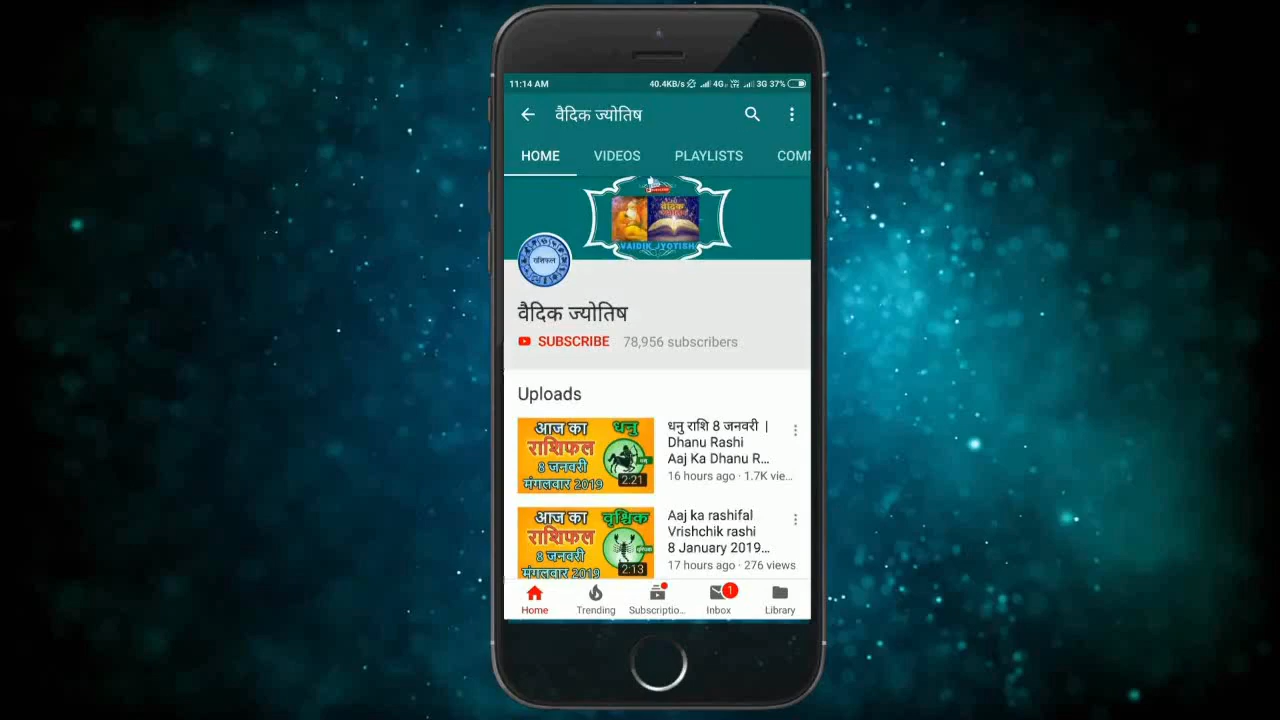 11:14 AM
40.4KB/s 4G VoLTE 3G 37%
वैदिक ज्योतिष
HOME VIDEOS PLAYLISTS COMM
वैदिक
VAIDIK JYOTISH
राशिफल
वैदिक ज्योतिष
SUBSCRIBE 78,956 subscribers
Uploads
आज का धनु
राशिफल
8 जनवरी
मंगलवार 2019
2:21
धनु राशि 8 जनवरी |
Dhanu Rashi
Aaj Ka Dhanu R...
16 hours ago · 1.7K vie...
आज का वृश्चिक
राशिफल
8 जनवरी
मंगलवार 2019
2:13
Aaj ka rashifal
Vrishchik rashi
8 January 2019...
17 hours ago · 276 views
1
Home Trending Subscriptio... Inbox Library